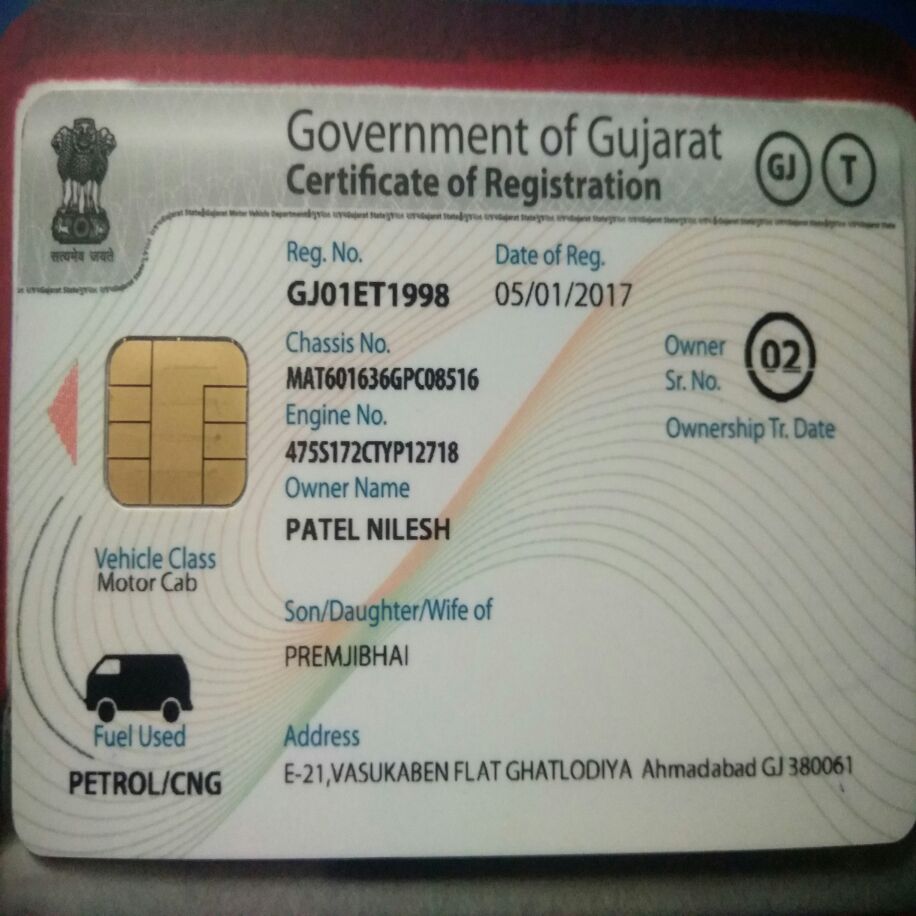 Government of Gujarat
Certificate of Registration
GJ T
सत्यमेव जयते
Reg. No. Date of Reg.
GJ01ET1998 05/01/2017
Chassis No.
MAT601636GPC08516
Engine No.
475S172CTYP12718
Owner Sr. No. 02
Ownership Tr. Date
Owner Name
PATEL NILESH
Vehicle Class
Motor Cab
Son/Daughter/Wife of
PREMJIBHAI
Fuel Used
PETROL/CNG
Address
E-21,VASUKABEN FLAT GHATLODIYA Ahmadabad GJ 380061